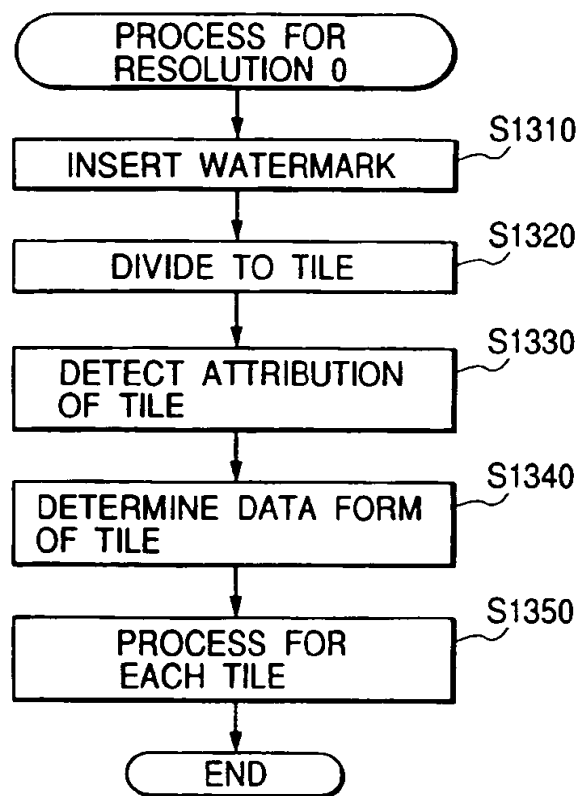 PROCESS FOR
RESOLUTION 0
S1310
INSERT WATERMARK
S1320
DIVIDE TO TILE
S1330
DETECT ATTRIBUTION
OF TILE
S1340
DETERMINE DATA FORM
OF TILE
S1350
PROCESS FOR
EACH TILE
END